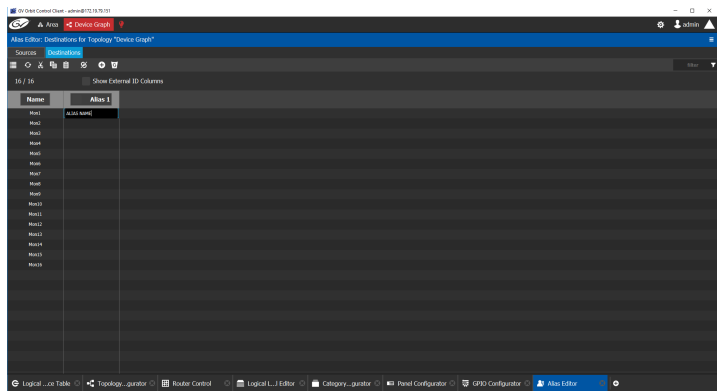 GV Orbit Control Client - admin@172.19.79.151
Area
Device Graph
admin
Alias Editor: Destinations for Topology "Device Graph"
Sources
Destinations
filter
16 / 16
Show External ID Columns
Name
Alias 1
Mon1
ALIAS NAME
Mon2
Mon3
Mon4
Mon5
Mon6
Mon7
Mon8
Mon9
Mon10
Mon11
Mon12
Mon13
Mon14
Mon15
Mon16
Logical ...ce Table
Topology...gurator
Router Control
Logical L...l Editor
Category...gurator
Panel Configurator
GPIO Configurator
Alias Editor